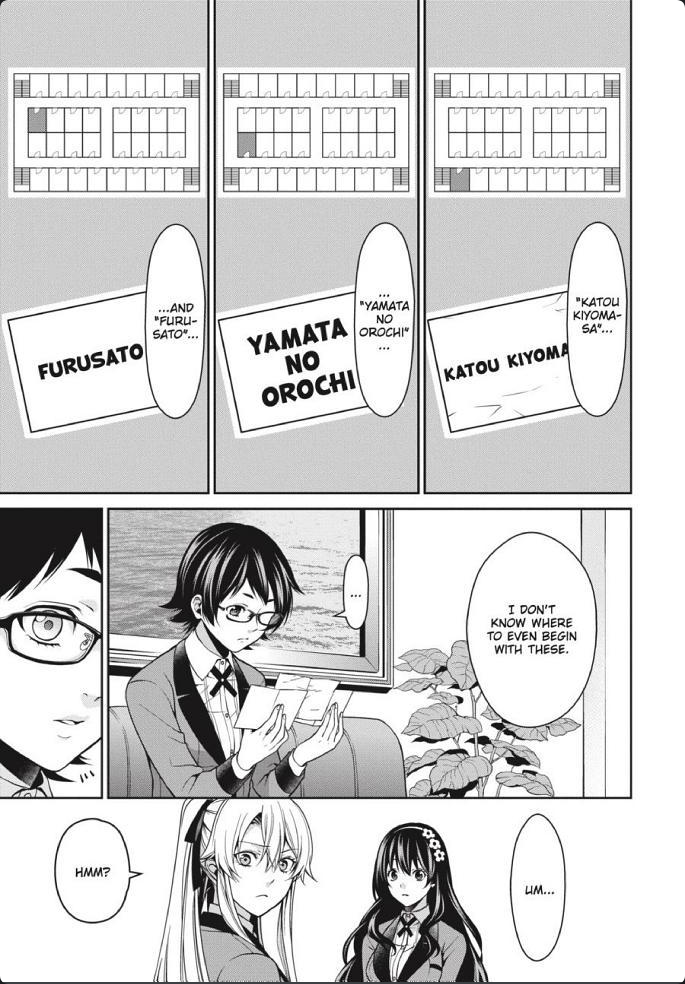 "KATOU
KIYOMA-
SA"...
KATOU KIYOMA
...
"YAMATA
NO
OROCHI"
...
YAMATA
NO
OROCHI
...AND
"FURU-
SATO"...
FURUSATO
I DON'T
KNOW WHERE
TO EVEN BEGIN
WITH THESE.
...
UM...
HMM?